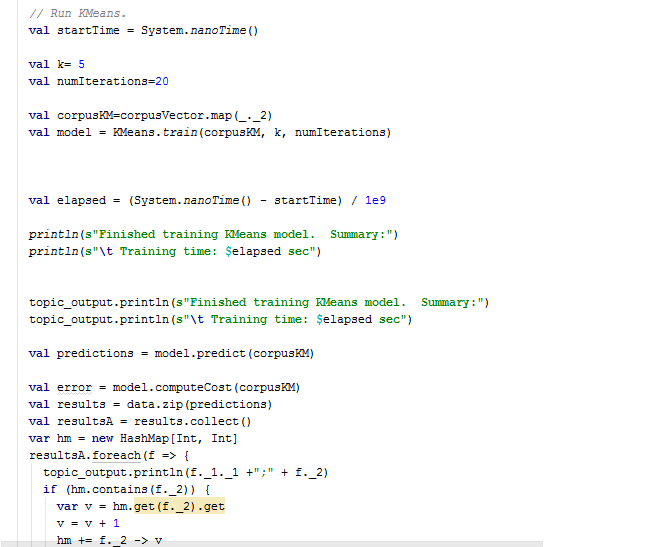 // Run KMeans.
val startTime = System.nanoTime()
val k= 5
val numIterations=20
val corpusKM=corpusVector.map(_._2)
val model = KMeans.train(corpusKM, k, numIterations)
val elapsed = (System.nanoTime() - startTime) / 1e9
println(s"Finished training KMeans model.  Summary:")
println(s"\t Training time: $elapsed sec")
topic_output.println(s"Finished training KMeans model.  Summary:")
topic_output.println(s"\t Training time: $elapsed sec")
val predictions = model.predict(corpusKM)
val error = model.computeCost(corpusKM)
val results = data.zip(predictions)
val resultsA = results.collect()
var hm = new HashMap[Int, Int]
resultsA.foreach(f => {
  topic_output.println(f._1._1 +";" + f._2)
  if (hm.contains(f._2)) {
    var v = hm.get(f._2).get
    v = v + 1
    hm += f._2 -> v